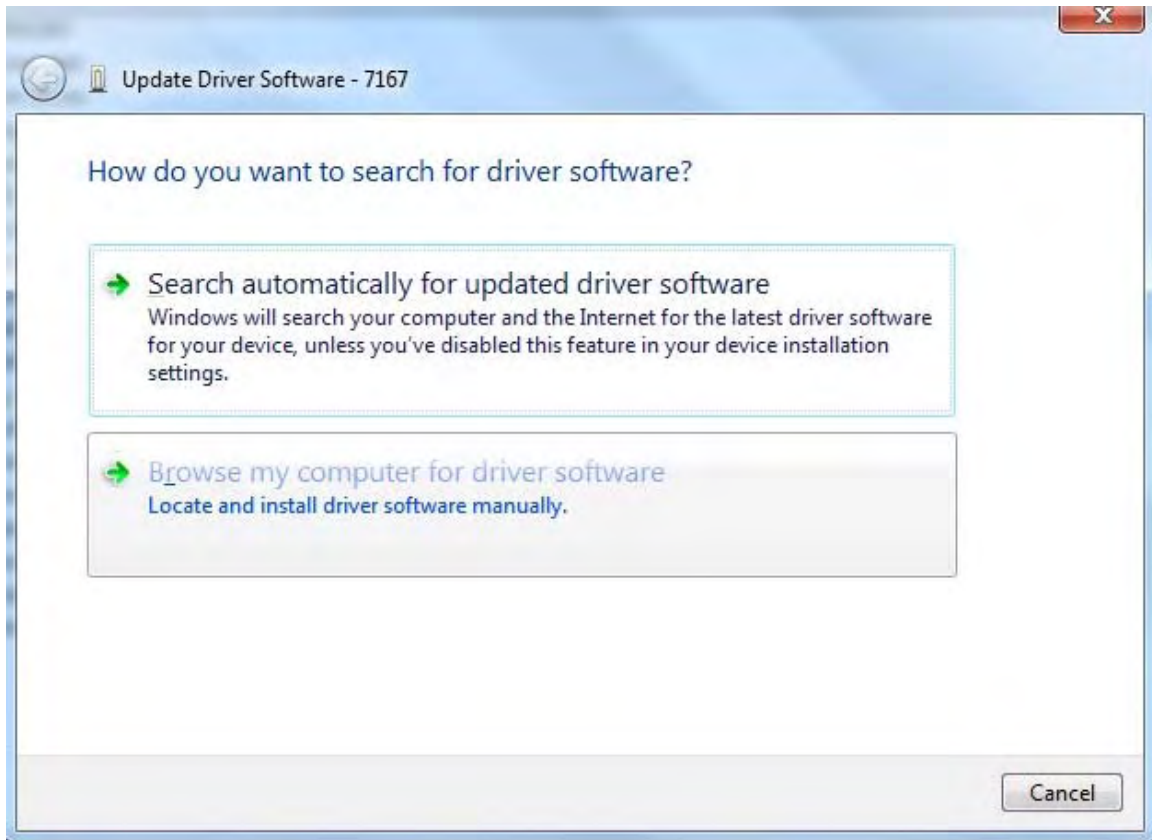 Update Driver Software - 7167
How do you want to search for driver software?
Search automatically for updated driver software
Windows will search your computer and the Internet for the latest driver software
for your device, unless you've disabled this feature in your device installation
settings.
Browse my computer for driver software
Locate and install driver software manually.
Cancel